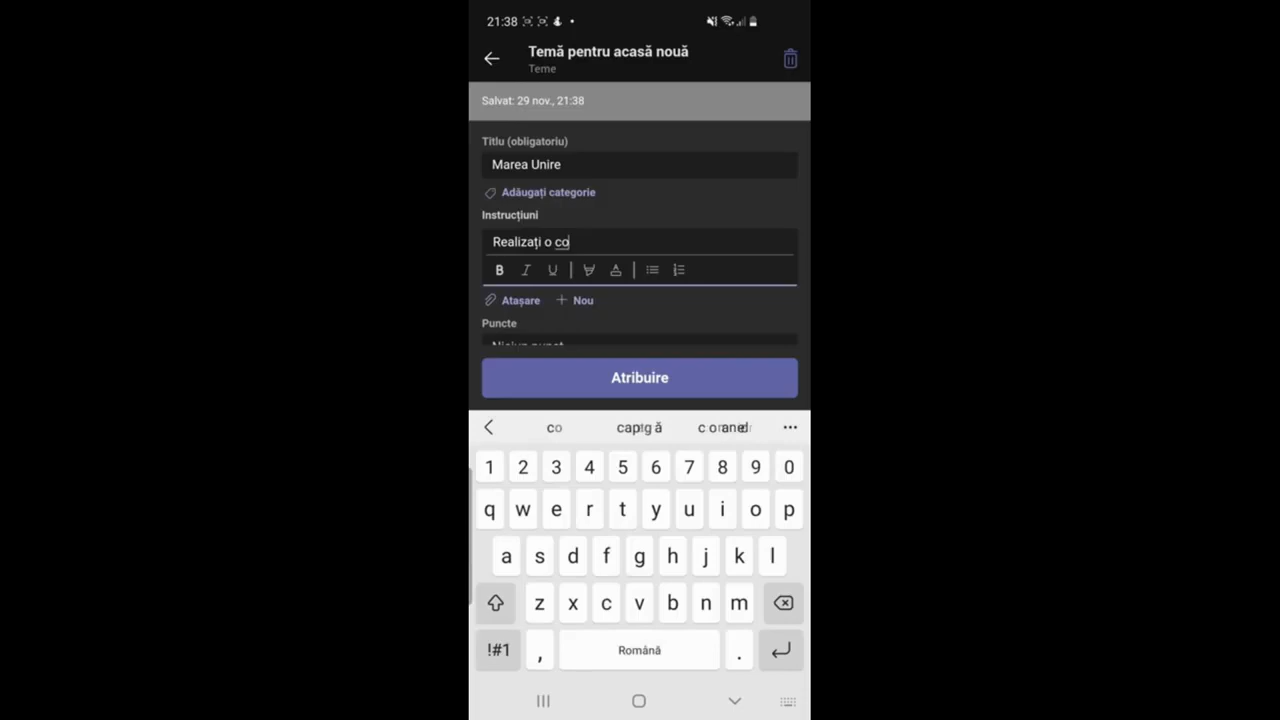 21:38
Temă pentru acasă nouă
Teme
Salvat: 29 nov., 21:38
Titlu (obligatoriu)
Marea Unire
Adăugați categorie
Instrucțiuni
Realizați o co
B I U A
Atașare Nou
Puncte
Atribuire
co
1 2 3 4 5 6 7 8 9 0
q w e r t y u i o p
a s d f g h j k l
z x c v b n m
!#1 , Română .